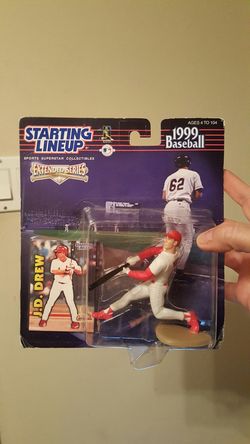 STARTING
LINEUP
AGES 4 TO 104
1999
Baseball
SPORTS SUPERSTAR COLLECTIBLES
EXTENDED SERIES
62
J.D. DREW